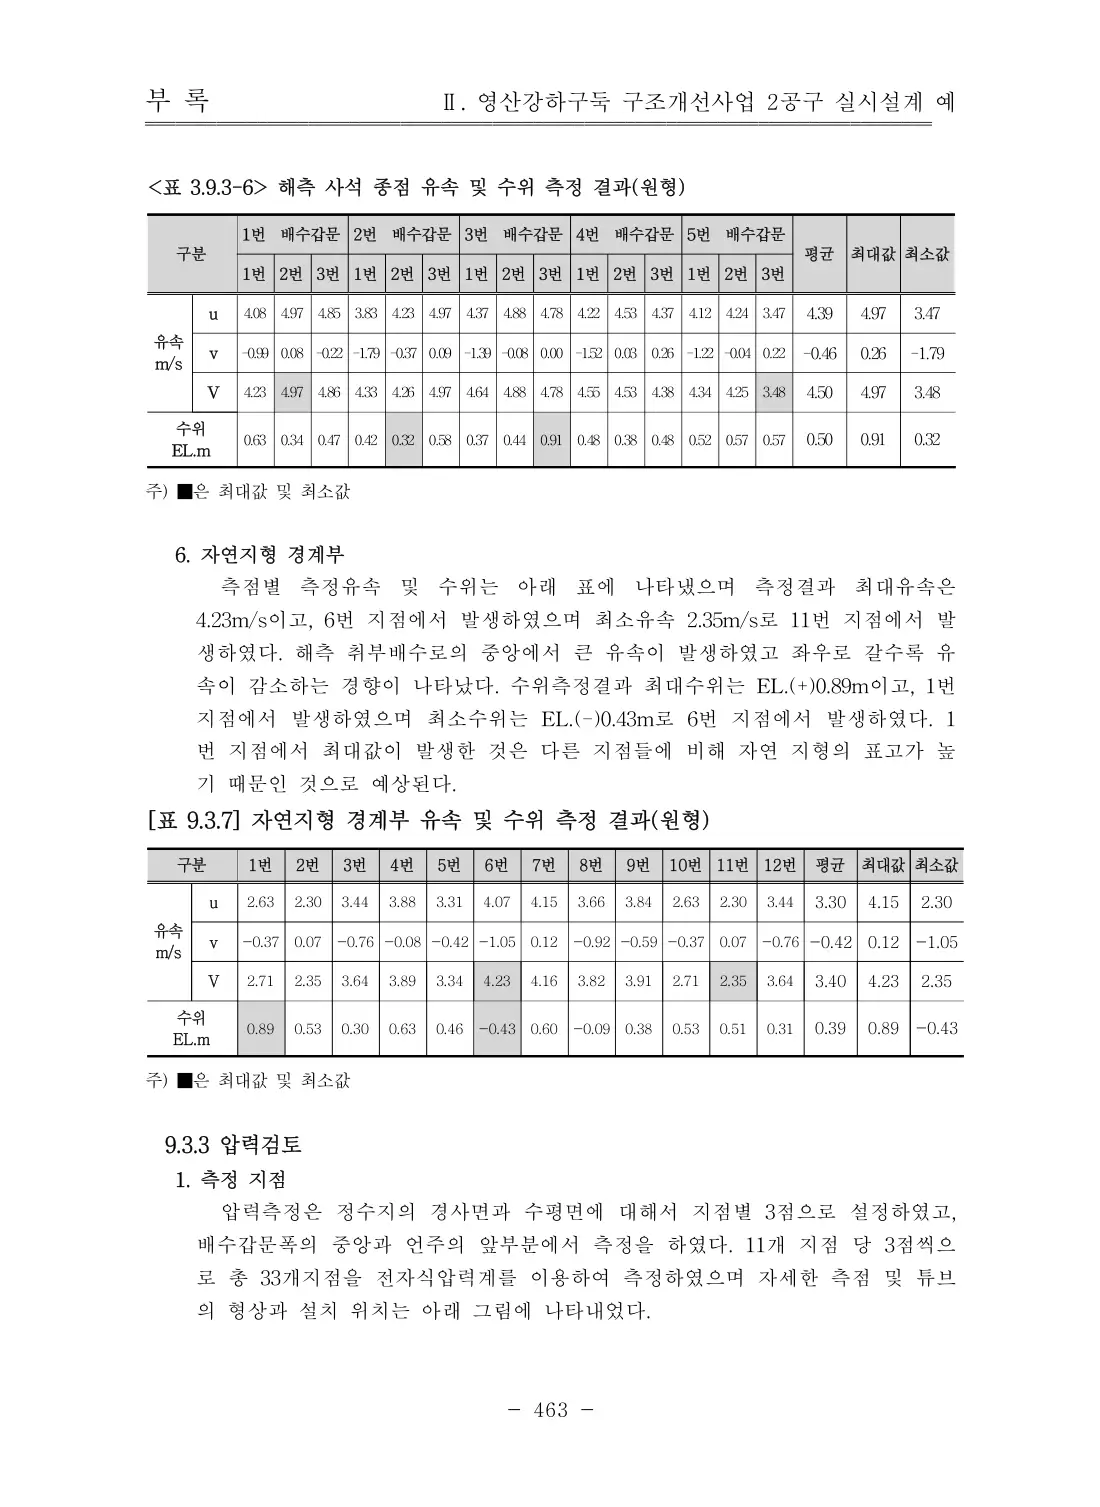 부 록
Ⅱ. 영산강하구둑 구조개선사업 2공구 실시설계 예
<표 3.9.3-6> 해측 사석 종점 유속 및 수위 측정 결과(원형)
구분 1번 배수갑문 2번 배수갑문 3번 배수갑문 4번 배수갑문 5번 배수갑문 평균 최대값 최소값
1번 2번 3번 1번 2번 3번 1번 2번 3번 1번 2번 3번 1번 2번 3번
유속 m/s
u 4.08 4.97 4.85 3.83 4.23 4.97 4.37 4.88 4.78 4.22 4.53 4.37 4.12 4.24 3.47 4.39 4.97 3.47
v -0.99 0.08 -0.22 -1.79 -0.37 0.09 -1.39 -0.08 0.00 -1.52 0.03 0.26 -1.22 -0.04 0.22 -0.46 0.26 -1.79
V 4.23 4.97 4.86 4.33 4.26 4.97 4.64 4.88 4.78 4.55 4.53 4.38 4.34 4.25 3.48 4.50 4.97 3.48
수위 EL.m 0.63 0.34 0.47 0.42 0.32 0.58 0.37 0.44 0.91 0.48 0.38 0.48 0.52 0.57 0.57 0.50 0.91 0.32
주) ■은 최대값 및 최소값
6. 자연지형 경계부
측점별 측정유속 및 수위는 아래 표에 나타냈으며 측정결과 최대유속은
4.23m/s이고, 6번 지점에서 발생하였으며 최소유속 2.35m/s로 11번 지점에서 발
생하였다. 해측 취부배수로의 중앙에서 큰 유속이 발생하였고 좌우로 갈수록 유
속이 감소하는 경향이 나타났다. 수위측정결과 최대수위는 EL.(+)0.89m이고, 1번
지점에서 발생하였으며 최소수위는 EL.(-)0.43m로 6번 지점에서 발생하였다. 1
번 지점에서 최대값이 발생한 것은 다른 지점들에 비해 자연 지형의 표고가 높
기 때문인 것으로 예상된다.
[표 9.3.7] 자연지형 경계부 유속 및 수위 측정 결과(원형)
구분 1번 2번 3번 4번 5번 6번 7번 8번 9번 10번 11번 12번 평균 최대값 최소값
유속 m/s
u 2.63 2.30 3.44 3.88 3.31 4.07 4.15 3.66 3.84 2.63 2.30 3.44 3.30 4.15 2.30
v -0.37 0.07 -0.76 -0.08 -0.42 -1.05 0.12 -0.92 -0.59 -0.37 0.07 -0.76 -0.42 0.12 -1.05
V 2.71 2.35 3.64 3.89 3.34 4.23 4.16 3.82 3.91 2.71 2.35 3.64 3.40 4.23 2.35
수위 EL.m 0.89 0.53 0.30 0.63 0.46 -0.43 0.60 -0.09 0.38 0.53 0.51 0.31 0.39 0.89 -0.43
주) ■은 최대값 및 최소값
9.3.3 압력검토
1. 측정 지점
압력측정은 정수지의 경사면과 수평면에 대해서 지점별 3점으로 설정하였고,
배수갑문폭의 중앙과 언주의 앞부분에서 측정을 하였다. 11개 지점 당 3점씩으
로 총 33개지점을 전자식압력계를 이용하여 측정하였으며 자세한 측점 및 튜브
의 형상과 설치 위치는 아래 그림에 나타내었다.
- 463 -